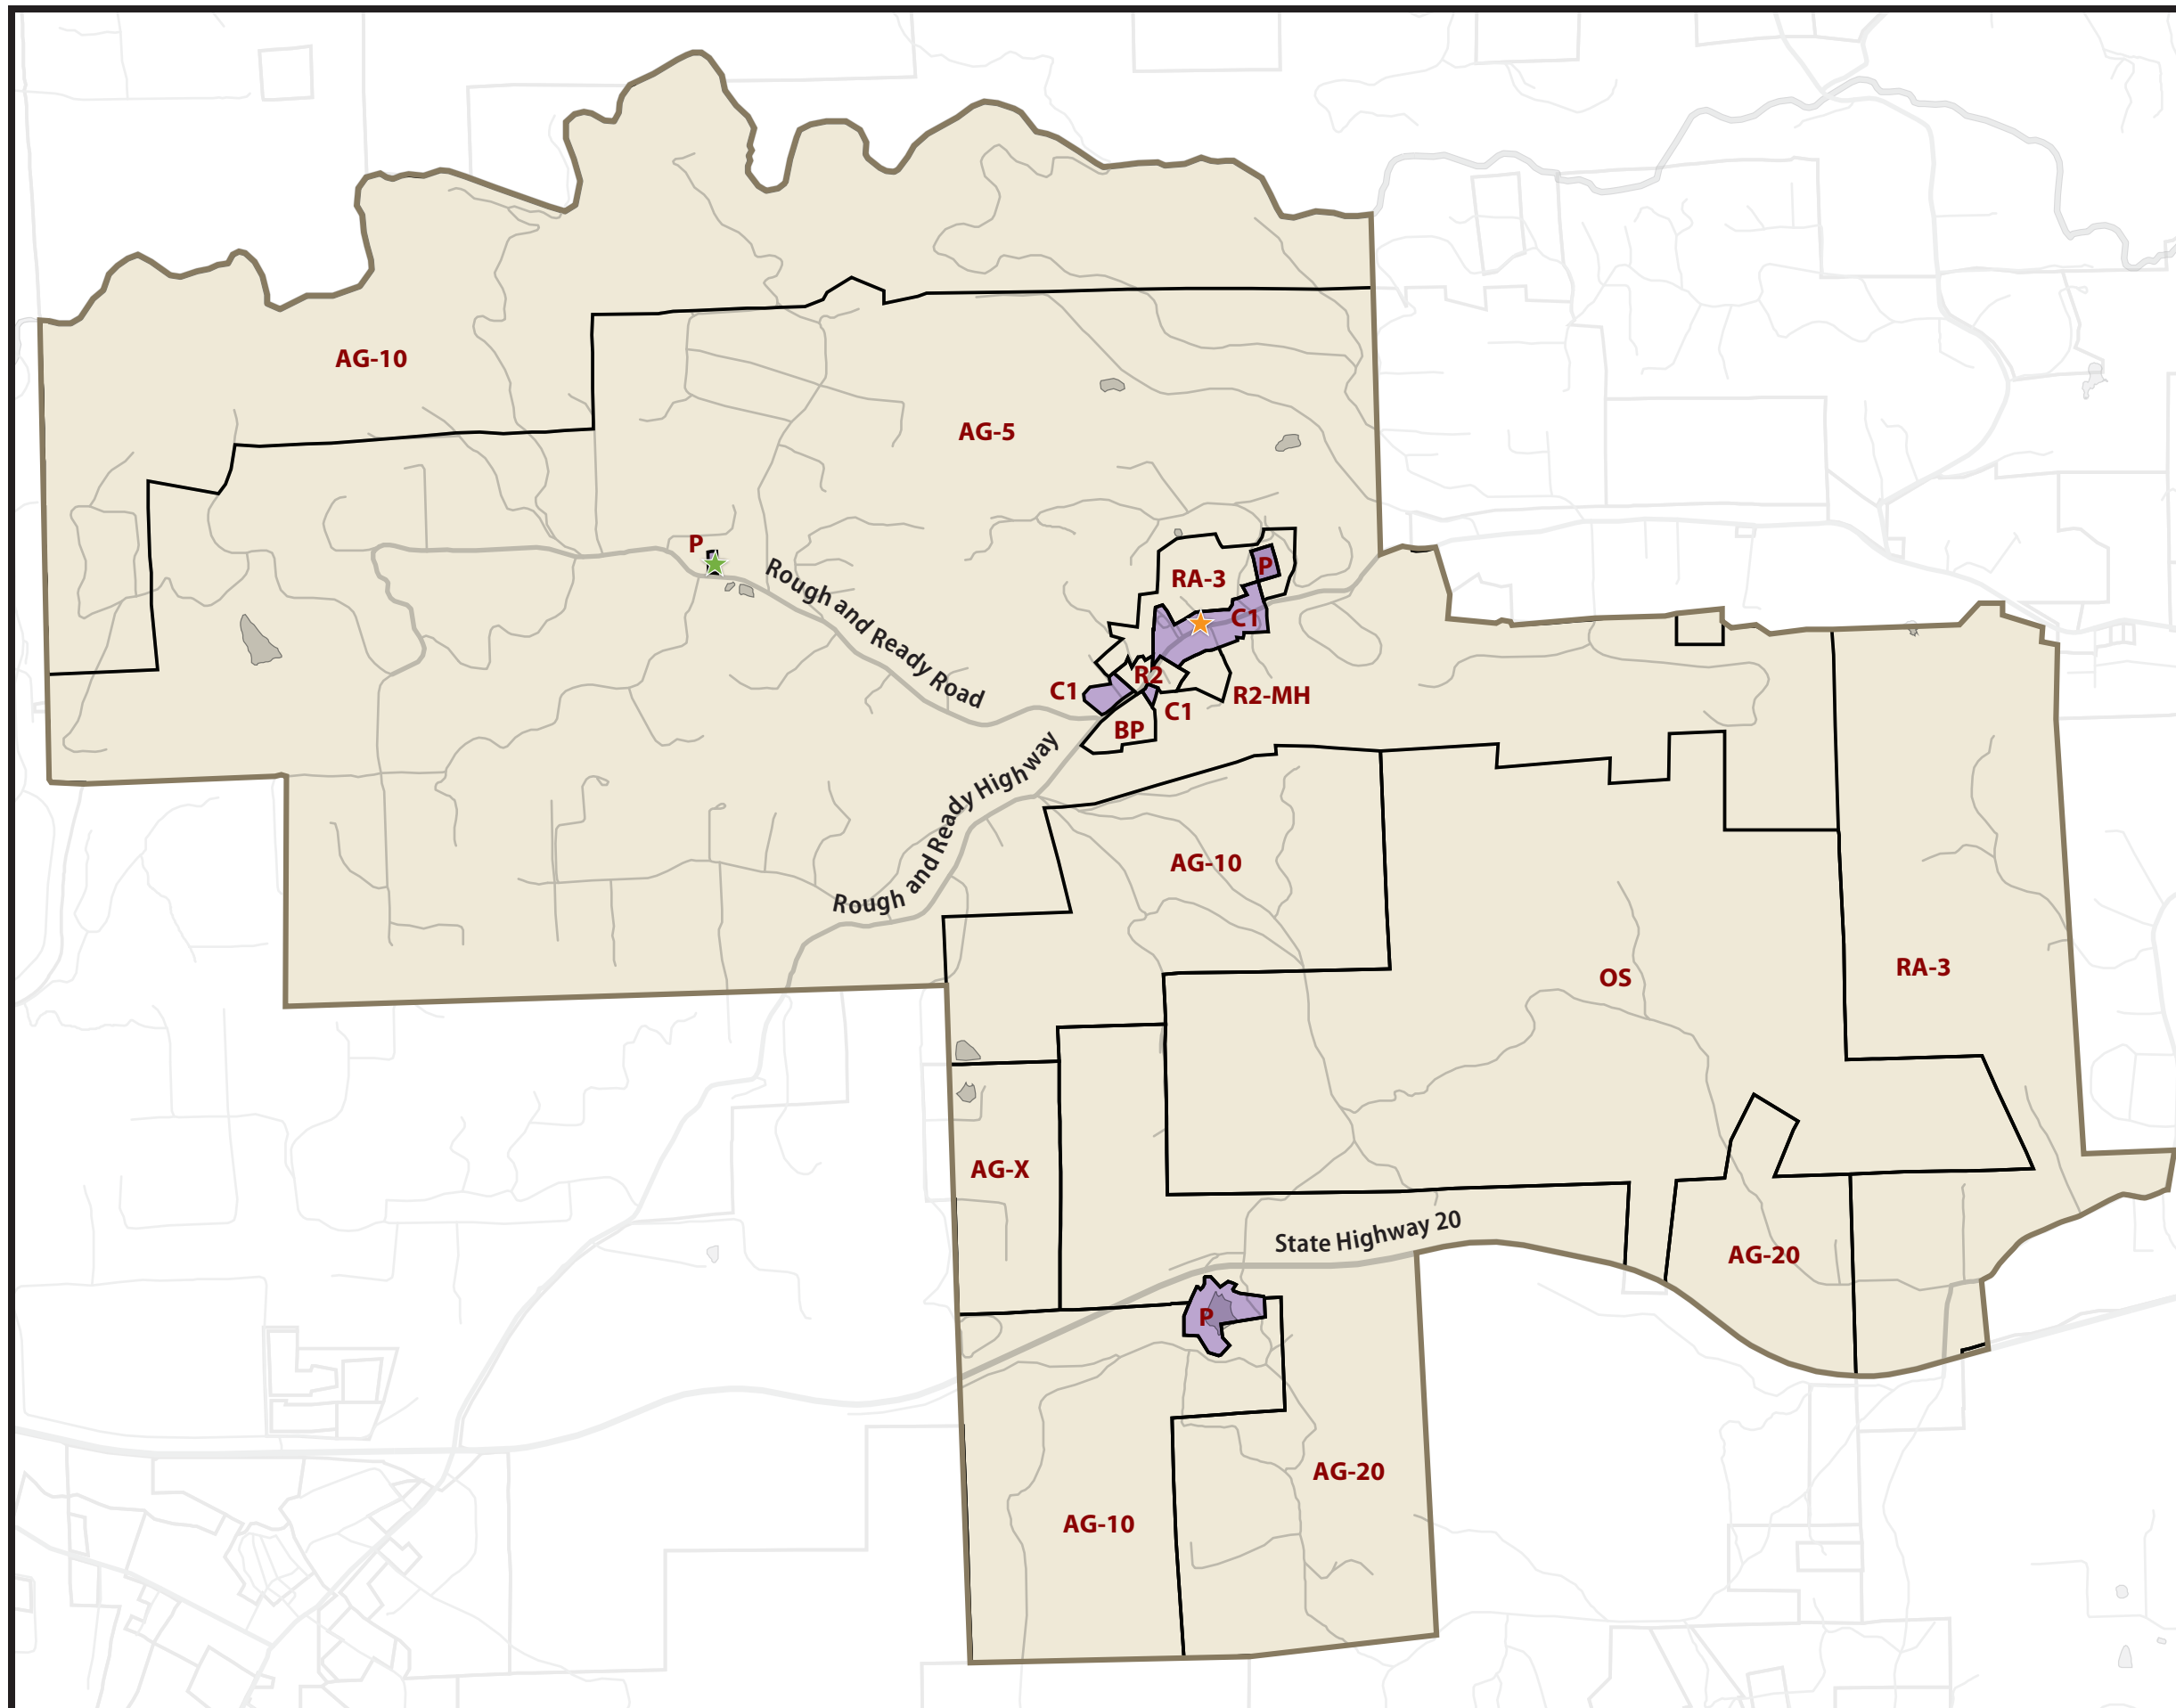 AG-10
AG-5
P
Rough and Ready Road
RA-3
P
C1
R2
C1
R2-MH
C1
BP
Rough and Ready Highway
AG-10
OS
RA-3
AG-X
State Highway 20
AG-20
P
AG-20
AG-10